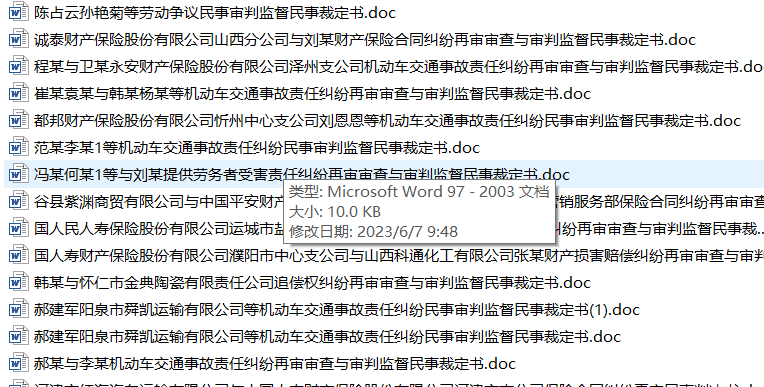 陈占云孙艳菊等劳动争议民事审判监督民事裁定书.doc
诚泰财产保险股份有限公司山西分公司与刘某财产保险合同纠纷再审审查与审判监督民事裁定书.doc
程某与卫某永安财产保险股份有限公司泽州支公司机动车交通事故责任纠纷再审审查与审判监督民事裁定书.do
崔某袁某与韩某杨某等机动车交通事故责任纠纷再审审查与审判监督民事裁定书.doc
都邦财产保险股份有限公司忻州中心支公司刘恩恩等机动车交通事故责任纠纷民事审判监督民事裁定书.doc
范某李某1等机动车交通事故责任纠纷民事审判监督民事裁定书.doc
冯某何某1等与刘某提供劳务者受害责任纠纷再审审查与审判监督民事裁定书.doc
类型: Microsoft Word 97 - 2003 文档
谷县紫渊商贸有限公司与中国平安财产
营销服务部保险合同纠纷再审审查
大小: 10.0 KB
国人民人寿保险股份有限公司运城市盐
故责任纠纷民事审判监督民事裁...
修改日期: 2023/6/7 9:48
国人寿财产保险股份有限公司濮阳市中心支公司与山西科通化工有限公司张某财产损害赔偿纠纷再审审查与审判
韩某与怀仁市金典陶瓷有限责任公司追偿权纠纷再审审查与审判监督民事裁定书.doc
郝建军阳泉市舜凯运输有限公司等机动车交通事故责任纠纷民事审判监督民事裁定书(1).doc
郝建军阳泉市舜凯运输有限公司等机动车交通事故责任纠纷民事审判监督民事裁定书.doc
郝某与李某机动车交通事故责任纠纷再审审查与审判监督民事裁定书.doc